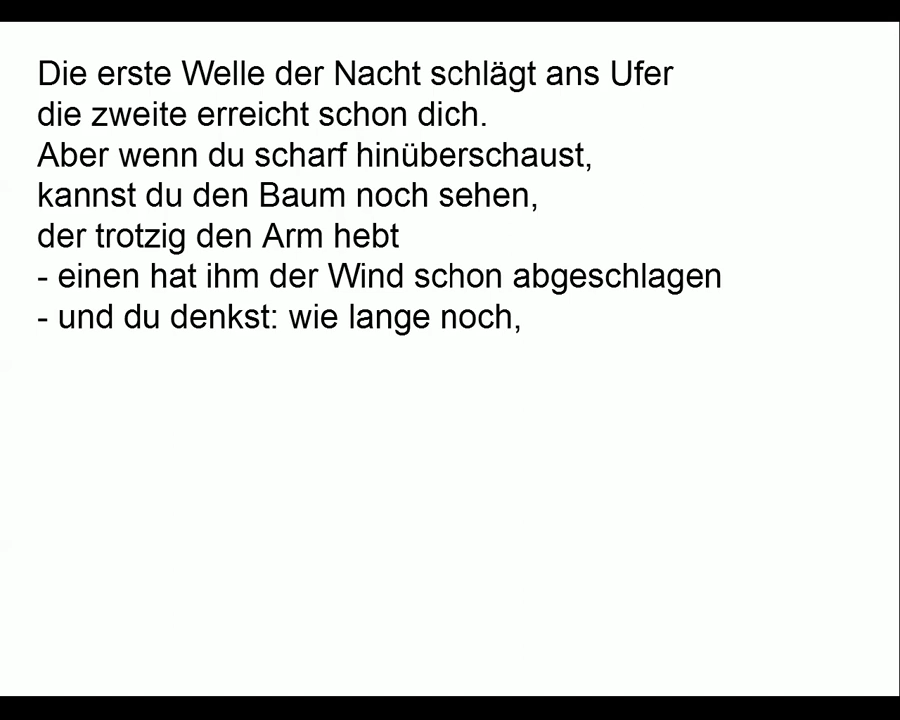 Die erste Welle der Nacht schlägt ans Ufer
die zweite erreicht schon dich.
Aber wenn du scharf hinüberschaust,
kannst du den Baum noch sehen,
der trotzig den Arm hebt
- einen hat ihm der Wind schon abgeschlagen
- und du denkst: wie lange noch,